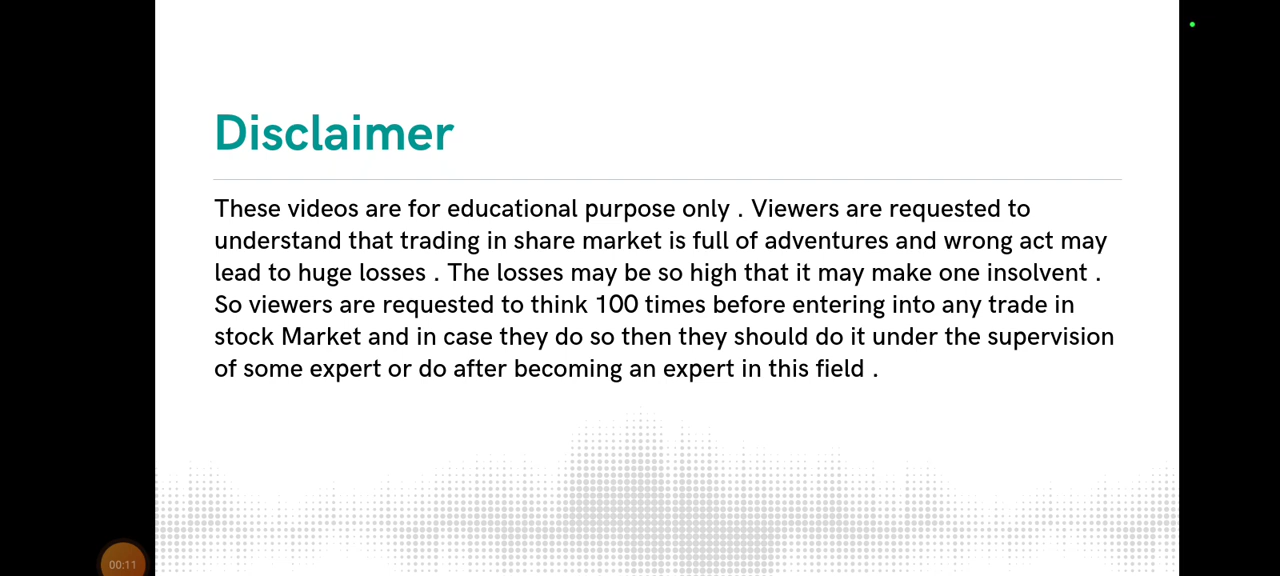 Disclaimer
These videos are for educational purpose only . Viewers are requested to
understand that trading in share market is full of adventures and wrong act may
lead to huge losses . The losses may be so high that it may make one insolvent .
So viewers are requested to think 100 times before entering into any trade in
stock Market and in case they do so then they should do it under the supervision
of some expert or do after becoming an expert in this field .
00:11